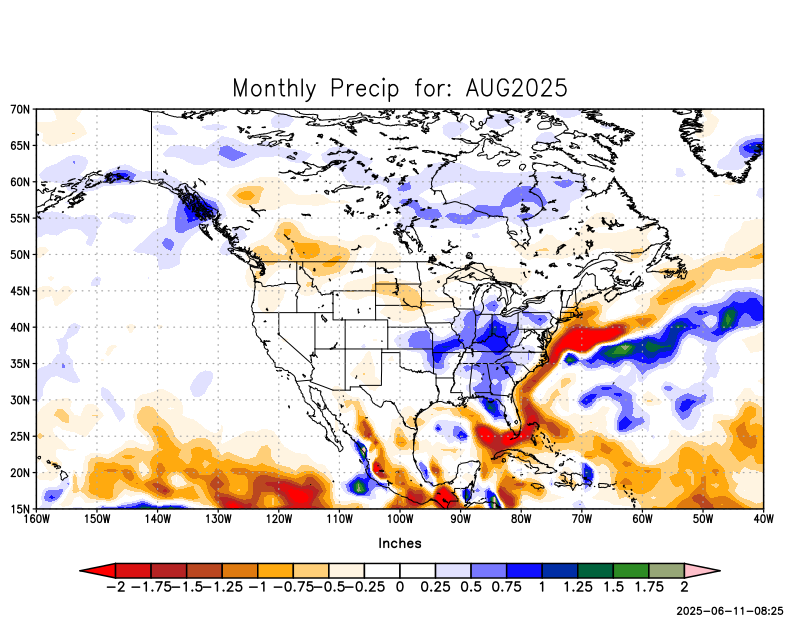 Monthly Precip for: AUG2025
70N
65N
60N
55N
50N
45N
40N
35N
30N
25N
20N
15N
160W 150W 140W 130W 120W 110W 100W 90W 80W 70W 60W 50W 40W
Inches
-2 -1.75 -1.5 -1.25 -1 -0.75 -0.5 -0.25 0 0.25 0.5 0.75 1 1.25 1.5 1.75 2
2025-06-11-08:25